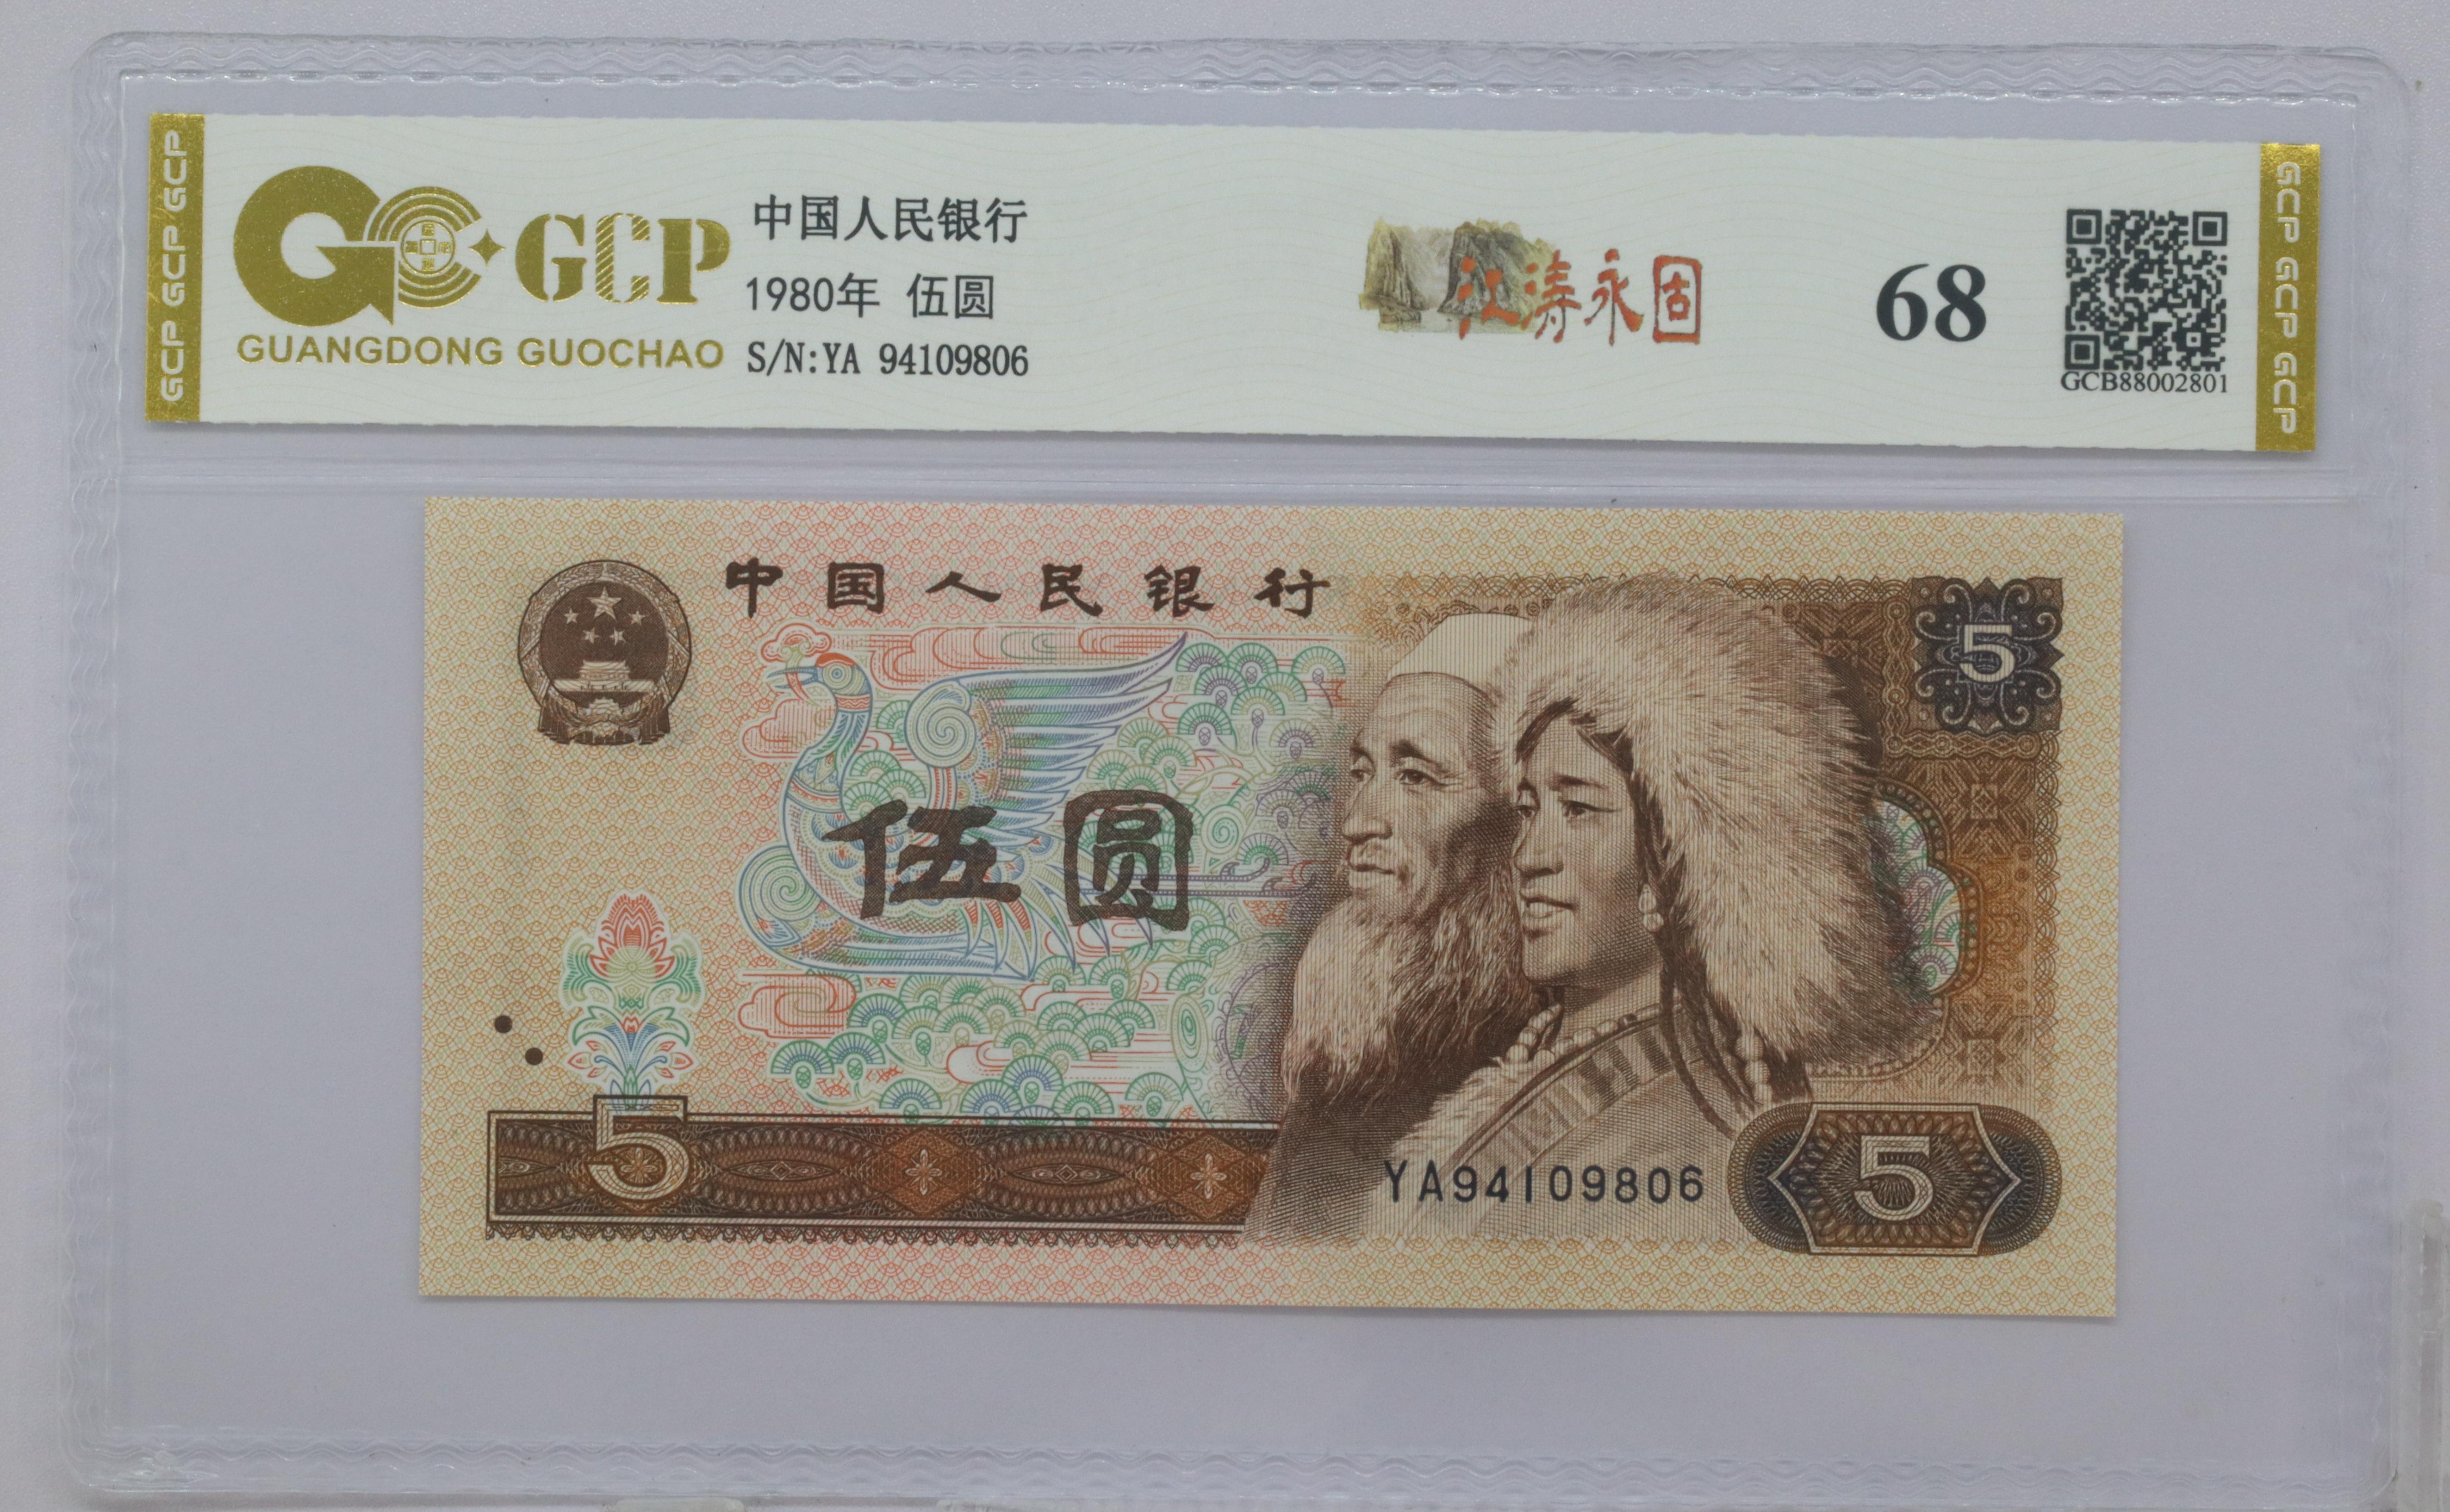 GCP GCP GCP
GCP
GUANGDONG GUOCHAO
中国人民银行
1980年 伍圆
S/N:YA 94109806
江涛永固
68
GCB88002801
GCP GCP GCP
中国人民银行
5
伍圆
5
YA94109806
5